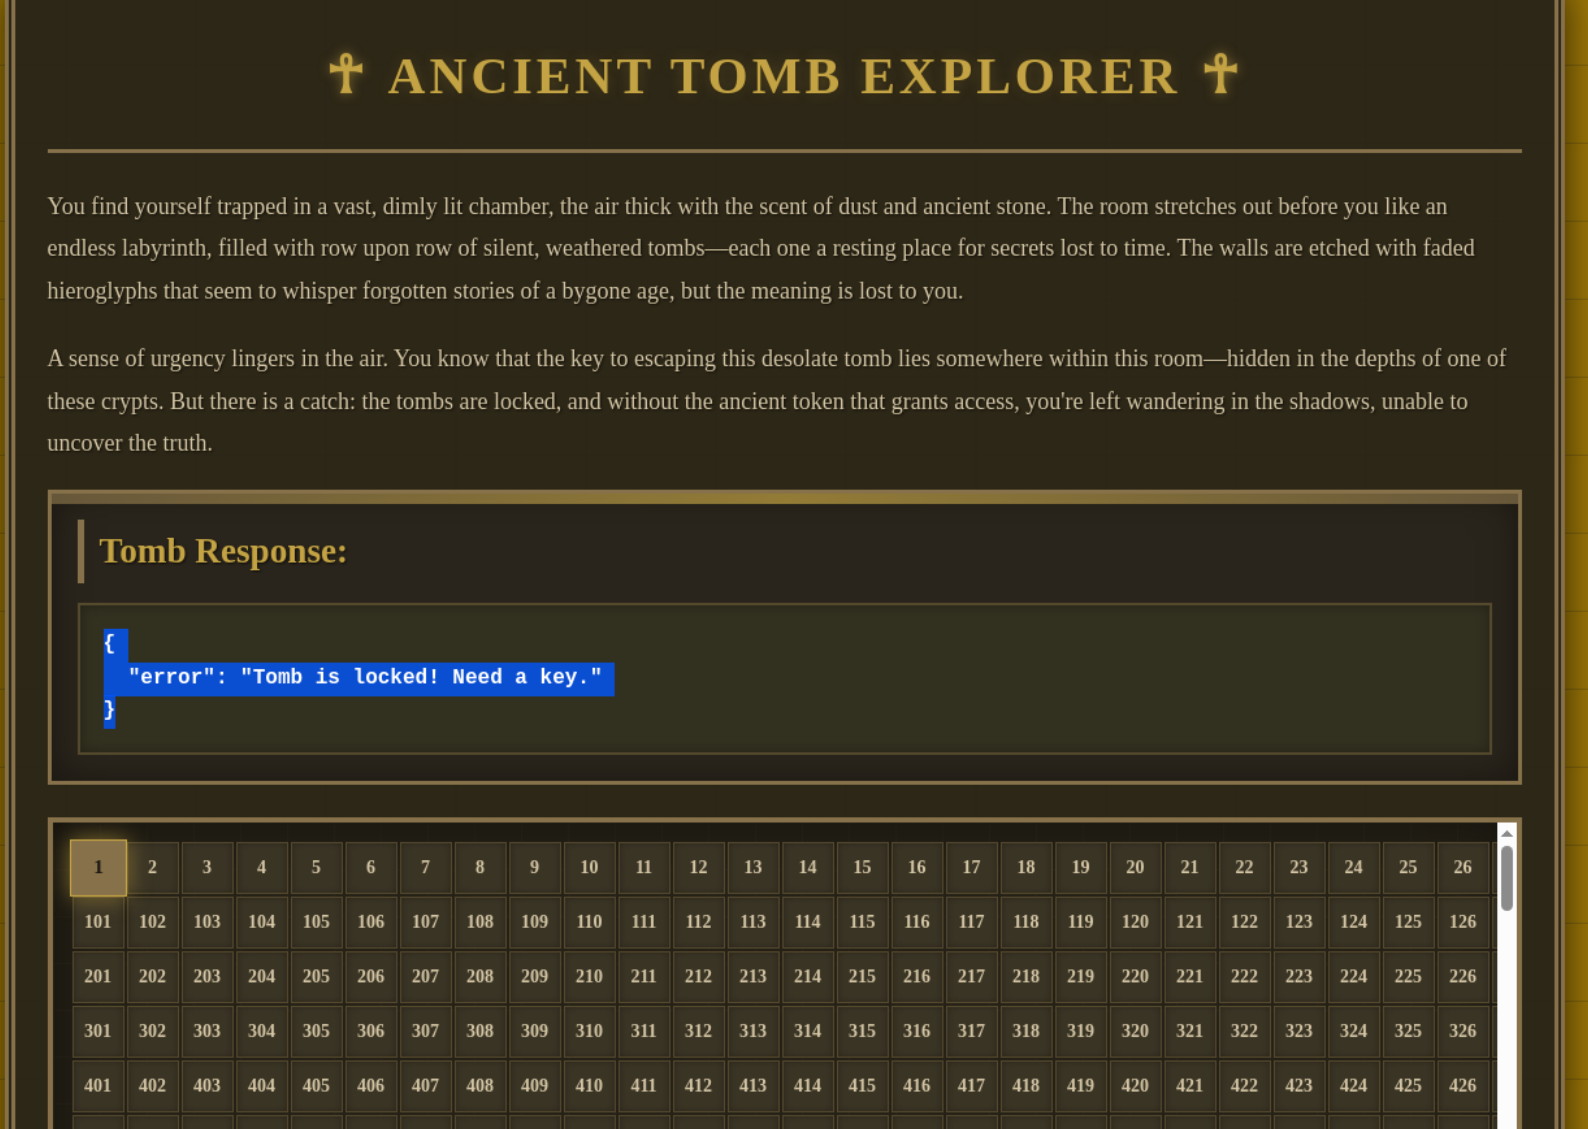 ☥ ANCIENT TOMB EXPLORER ☥
You find yourself trapped in a vast, dimly lit chamber, the air thick with the scent of dust and ancient stone. The room stretches out before you like an
endless labyrinth, filled with row upon row of silent, weathered tombs—each one a resting place for secrets lost to time. The walls are etched with faded
hieroglyphs that seem to whisper forgotten stories of a bygone age, but the meaning is lost to you.
A sense of urgency lingers in the air. You know that the key to escaping this desolate tomb lies somewhere within this room—hidden in the depths of one of
these crypts. But there is a catch: the tombs are locked, and without the ancient token that grants access, you're left wandering in the shadows, unable to
uncover the truth.
Tomb Response:
{
"error": "Tomb is locked! Need a key."
}
1 2 3 4 5 6 7 8 9 10 11 12 13 14 15 16 17 18 19 20 21 22 23 24 25 26
101 102 103 104 105 106 107 108 109 110 111 112 113 114 115 116 117 118 119 120 121 122 123 124 125 126
201 202 203 204 205 206 207 208 209 210 211 212 213 214 215 216 217 218 219 220 221 222 223 224 225 226
301 302 303 304 305 306 307 308 309 310 311 312 313 314 315 316 317 318 319 320 321 322 323 324 325 326
401 402 403 404 405 406 407 408 409 410 411 412 413 414 415 416 417 418 419 420 421 422 423 424 425 426